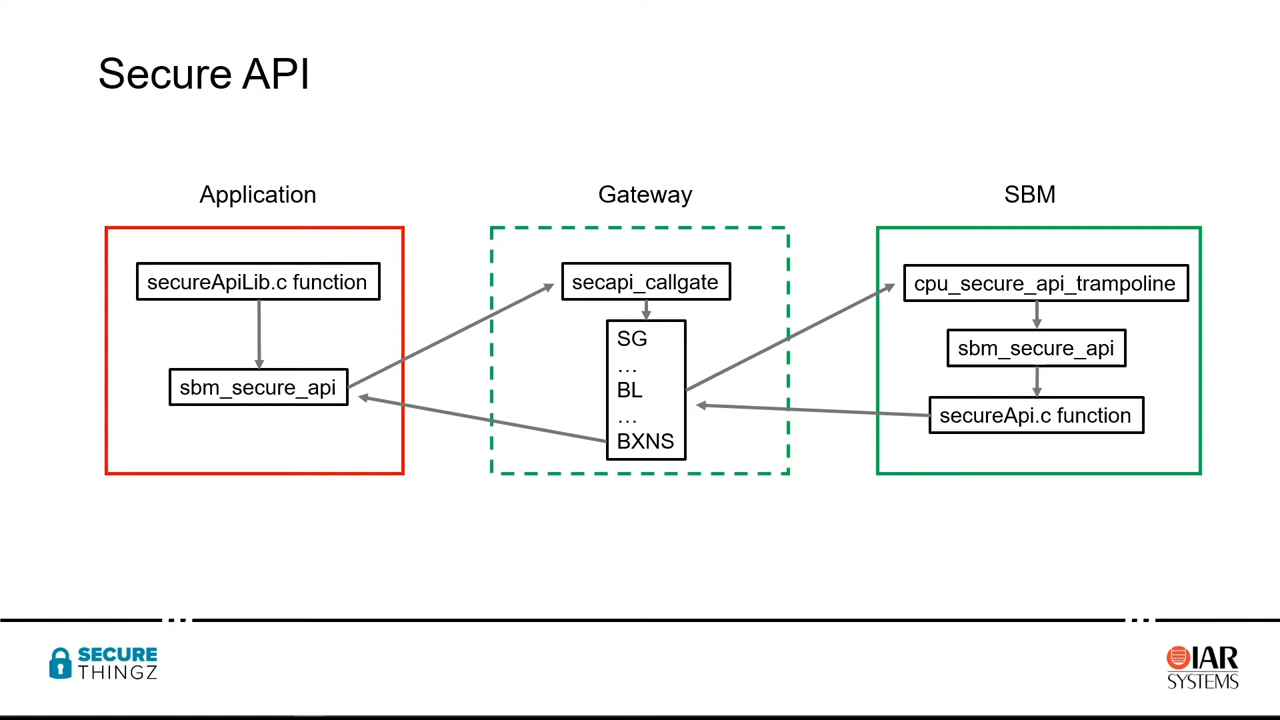 Secure API
Application
secureApiLib.c function
sbm_secure_api
Gateway
secapi_callgate
SG
...
BL
...
BXNS
SBM
cpu_secure_api_trampoline
sbm_secure_api
secureApi.c function
SECURE
THINGZ
IAR
SYSTEMS